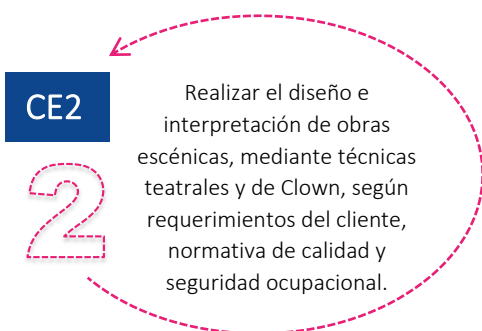 CE2
2
Realizar el diseño e
interpretación de obras
escénicas, mediante técnicas
teatrales y de Clown, según
requerimientos del cliente,
normativa de calidad y
seguridad ocupacional.